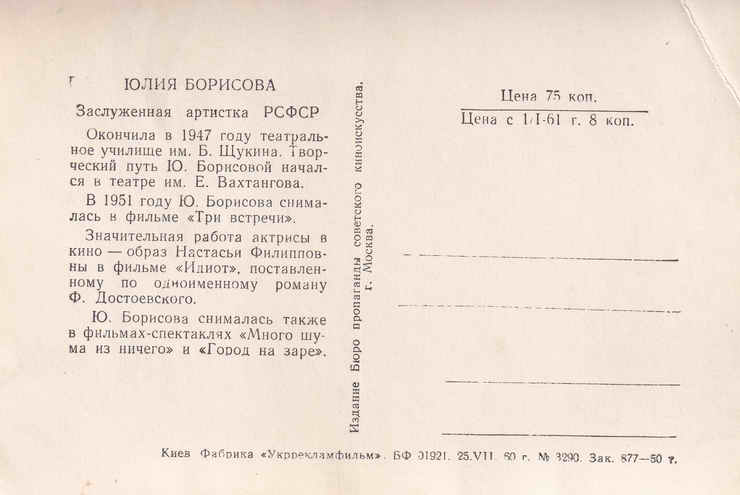 г ЮЛИЯ БОРИСОВА
Заслуженная артистка РСФСР
Окончила в 1947 году театраль-
ное училище им. Б. Щукина. Твор-
ческий путь Ю. Борисовой начал-
ся в театре им. Е. Вахтангова.
В 1951 году Ю. Борисова снима-
лась в фильме «Три встречи».
Значительная работа актрисы в
кино — образ Настасьи Филиппов-
ны в фильме «Идиот», поставлен-
ному по одноименному роману
Ф. Достоевского.
Ю. Борисова снималась также
в фильмах-спектаклях «Много шу-
ма из ничего» и «Город на заре».
Издание Бюро пропаганды советского киноискусства.
г. Москва.
Цена 75 коп.
Цена с 1/I-61 г. 8 коп.
Киев Фабрика «Укррекламфильм». БФ 01921. 25.VII. 60 г. № 3290. Зак. 877—50 т.